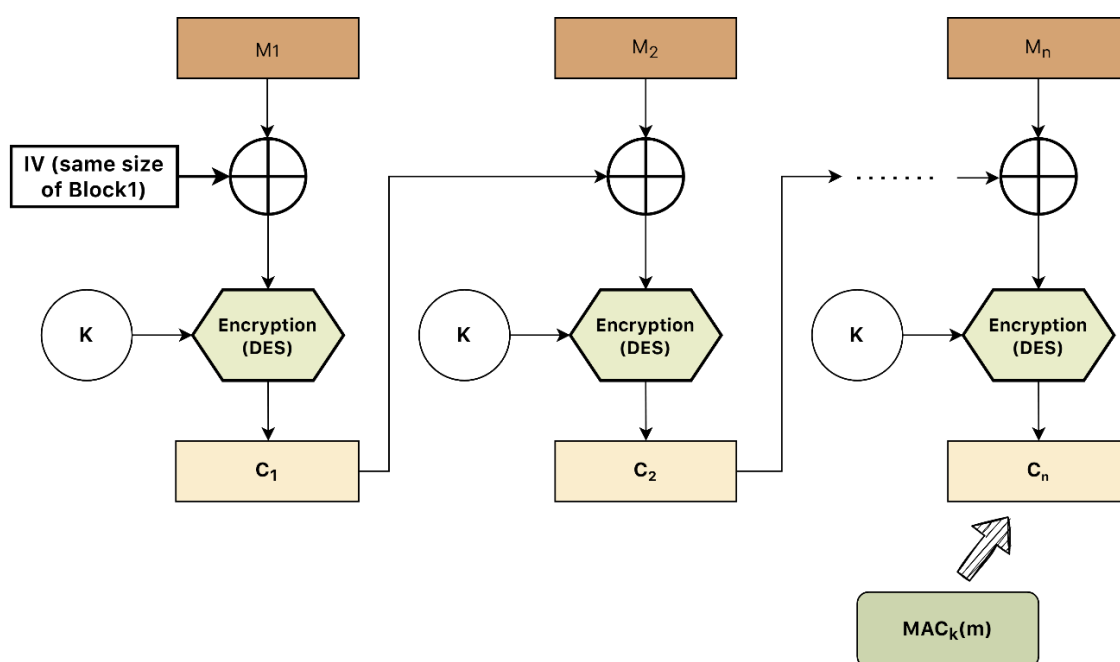 M1
M₂
Mₙ
IV (same size
of Block1)
.......
K
Encryption
(DES)
K
Encryption
(DES)
K
Encryption
(DES)
C₁
C₂
Cₙ
MACₖ(m)